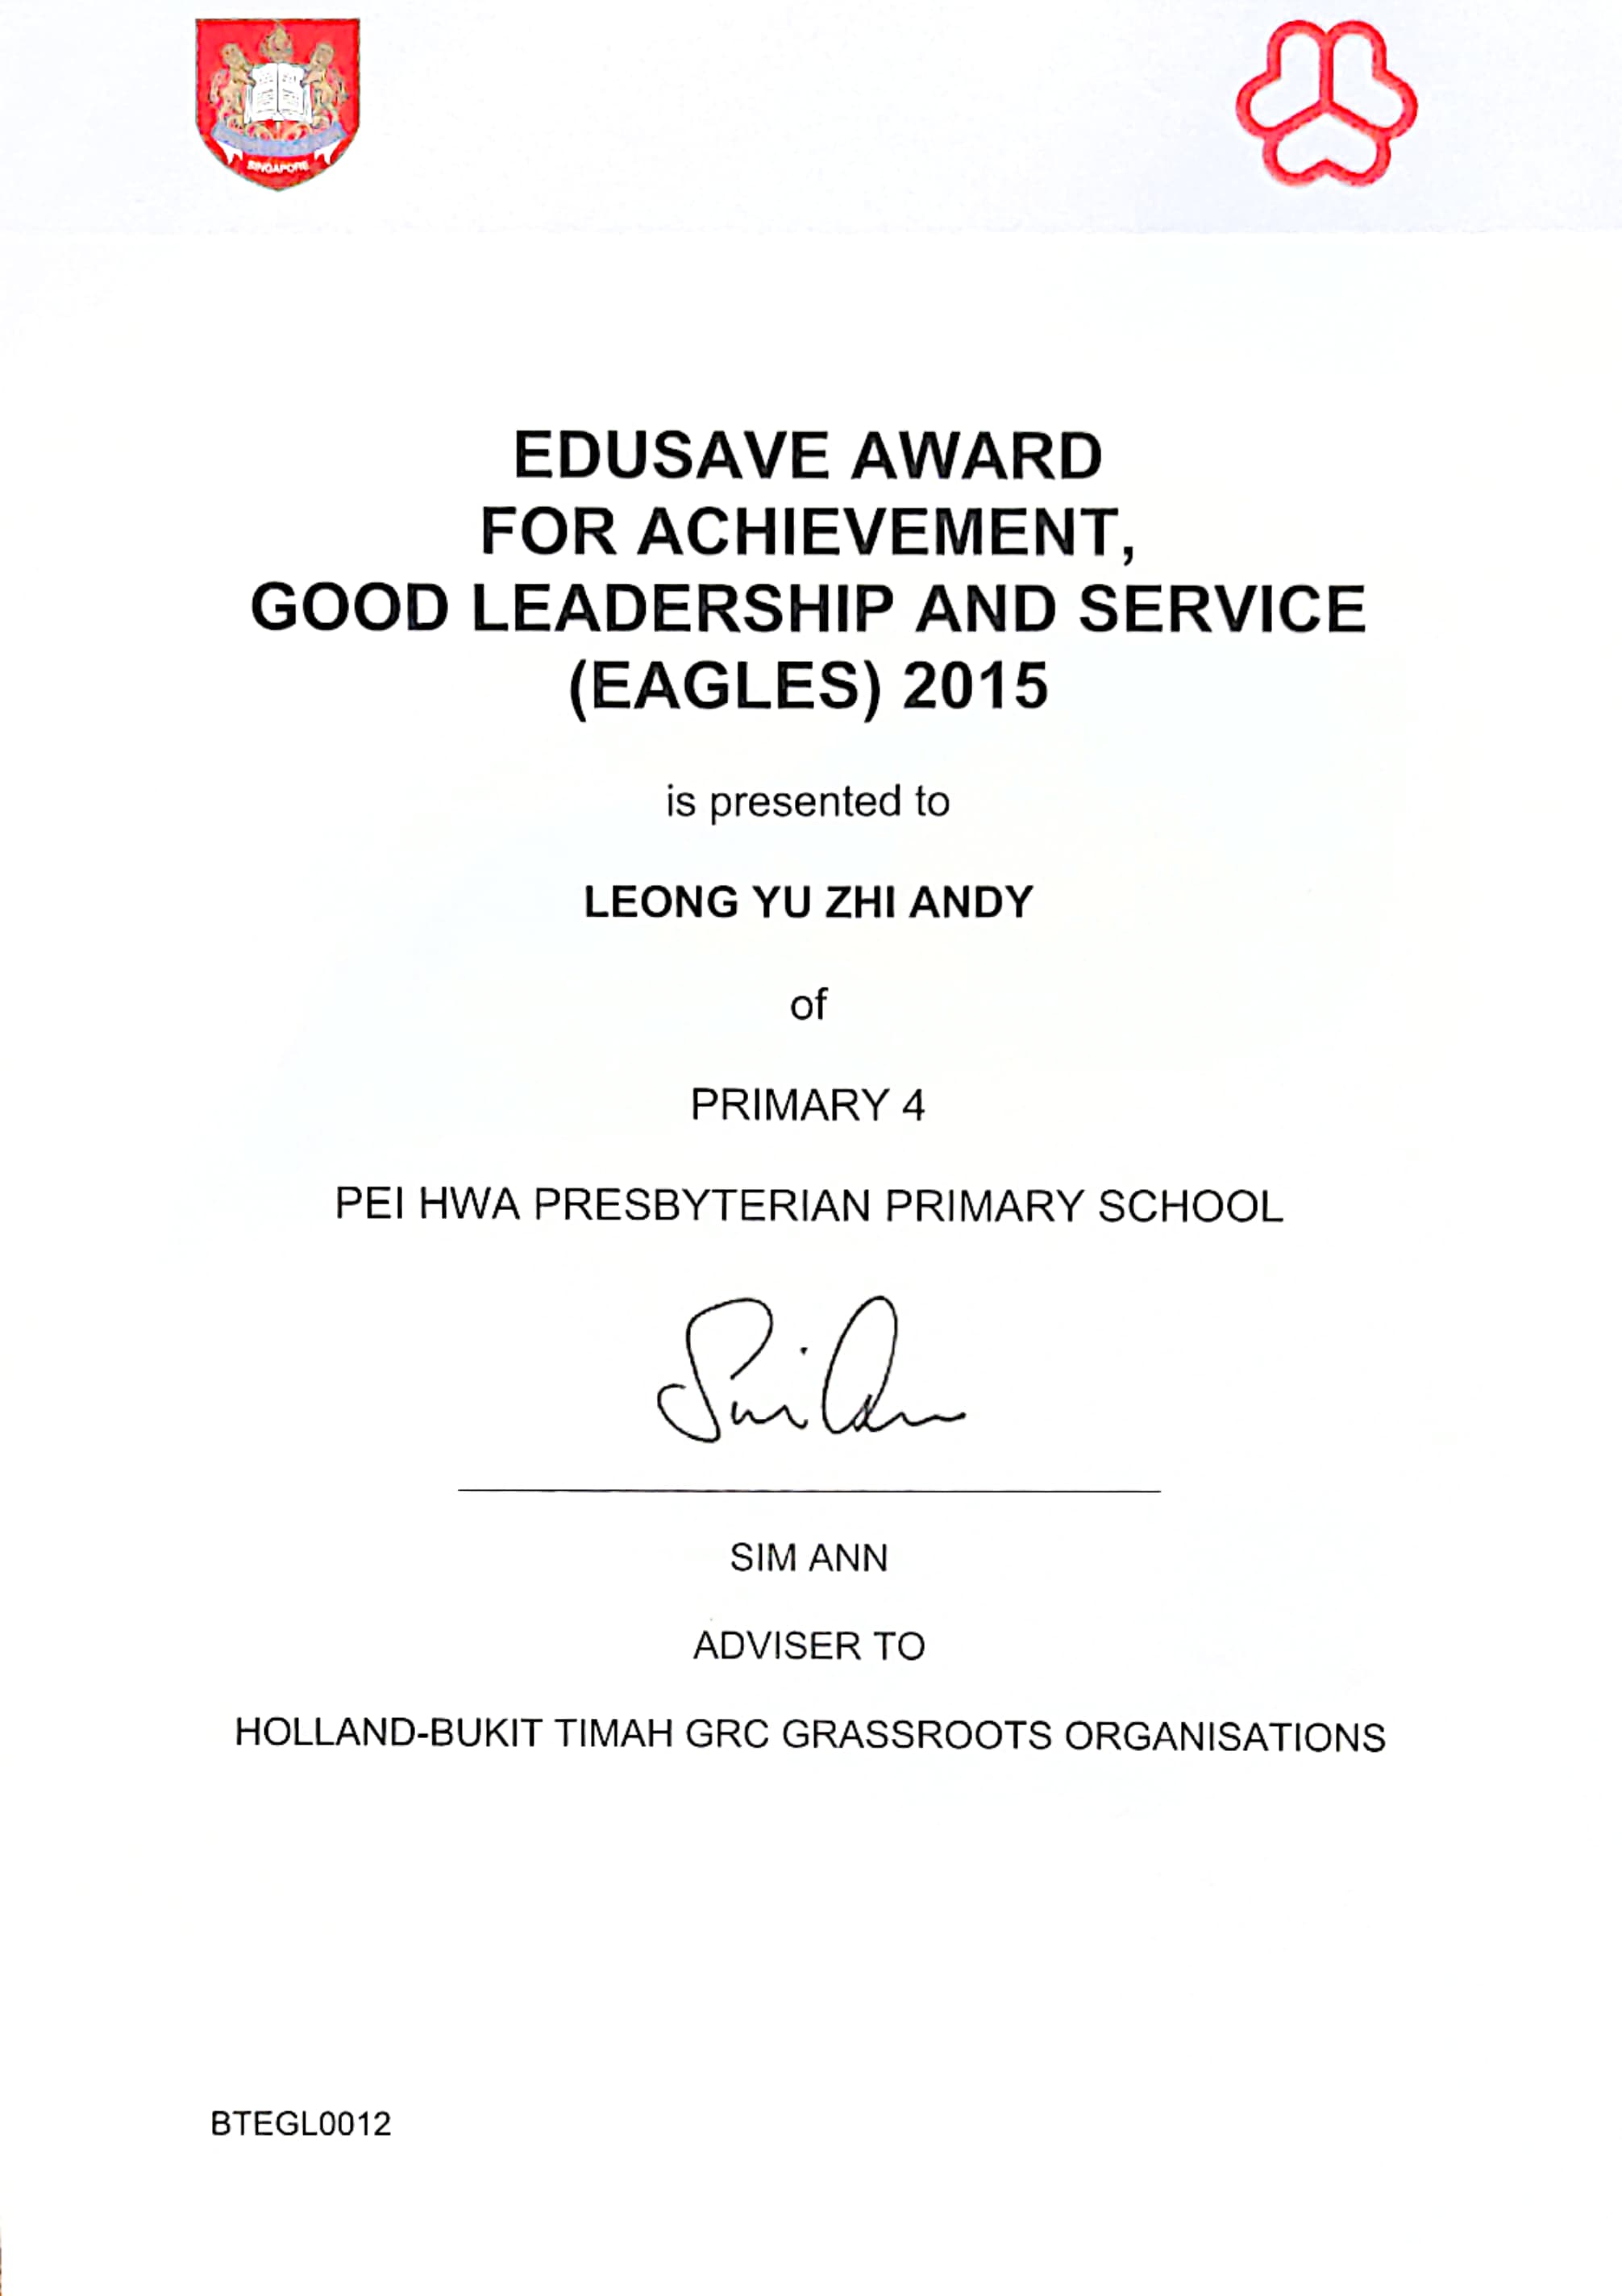 SINGAPORE
EDUSAVE AWARD
FOR ACHIEVEMENT,
GOOD LEADERSHIP AND SERVICE
(EAGLES) 2015
is presented to
LEONG YU ZHI ANDY
of
PRIMARY 4
PEI HWA PRESBYTERIAN PRIMARY SCHOOL
Sim Ann
SIM ANN
ADVISER TO
HOLLAND-BUKIT TIMAH GRC GRASSROOTS ORGANISATIONS
BTEGL0012